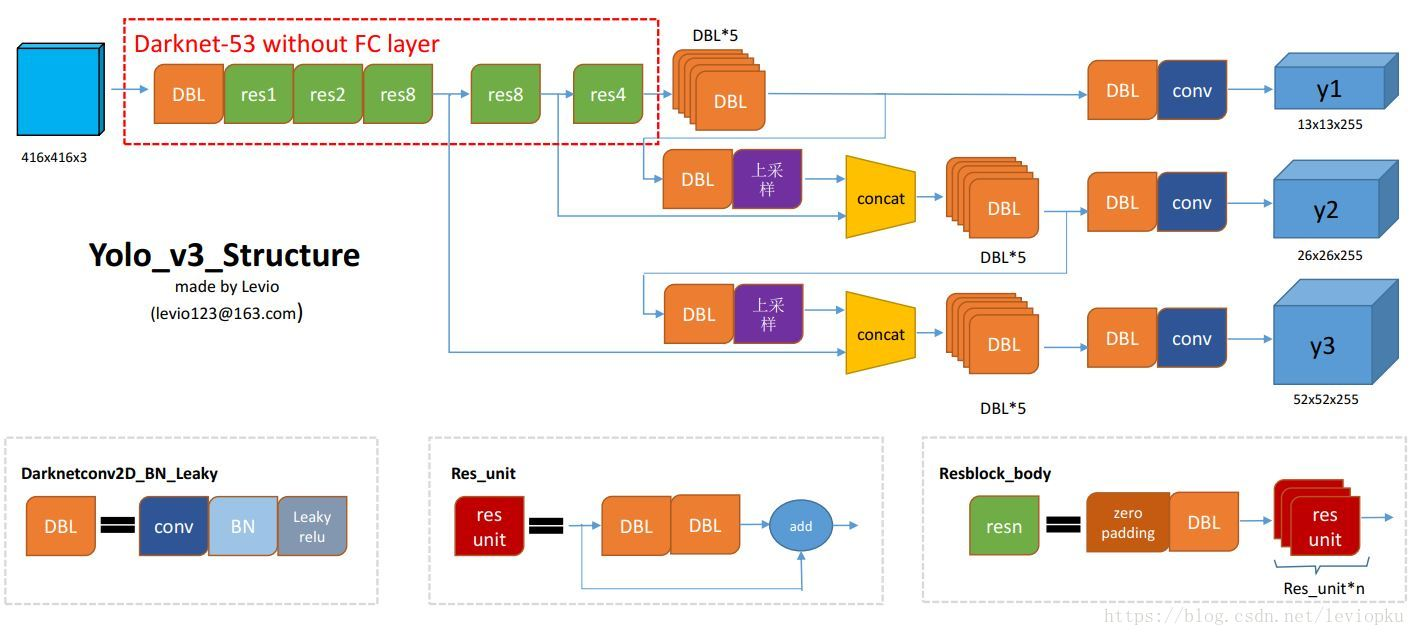 Darknet-53 without FC layer
DBL*5
DBL
res1
res2
res8
res8
res4
DBL
DBL
conv
y1
416x416x3
13x13x255
DBL
上采
样
concat
DBL
DBL
conv
y2
Yolo_v3_Structure
made by Levio
(levio123@163.com)
DBL*5
26x26x255
DBL
上采
样
concat
DBL
DBL
conv
y3
DBL*5
52x52x255
Darknetconv2D_BN_Leaky
DBL
conv
BN
Leaky
relu
Res_unit
res
unit
DBL
DBL
add
Resblock_body
resn
zero
padding
DBL
res
unit
Res_unit*n
https://blog.csdn.net/leviopku